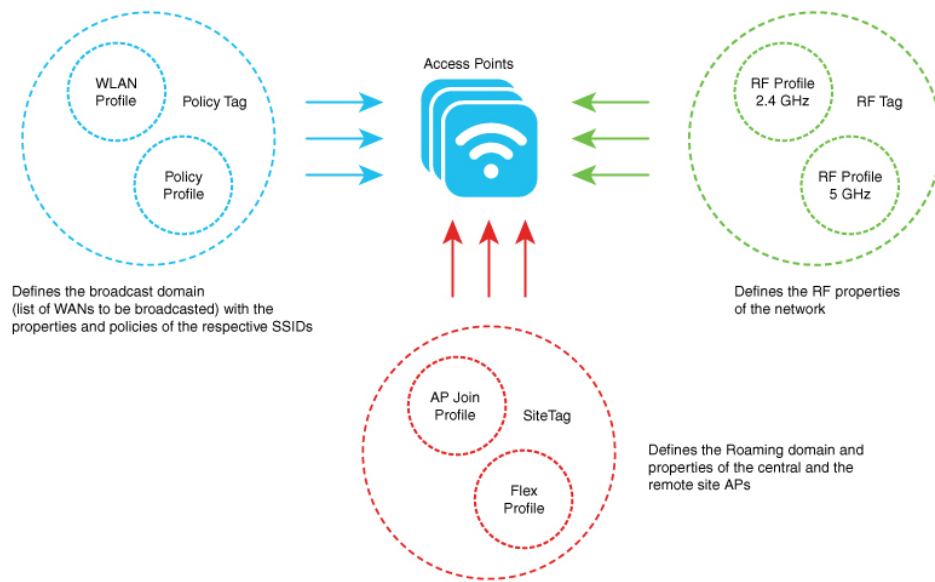 Access Points
WLAN
Profile
Policy Tag
Policy
Profile
RF Profile
2.4 GHz
RF Tag
RF Profile
5 GHz
Defines the broadcast domain
(list of WANs to be broadcasted) with the
properties and policies of the respective SSIDs
Defines the RF properties
of the network
AP Join
Profile
SiteTag
Flex
Profile
Defines the Roaming domain and
properties of the central and the
remote site APs